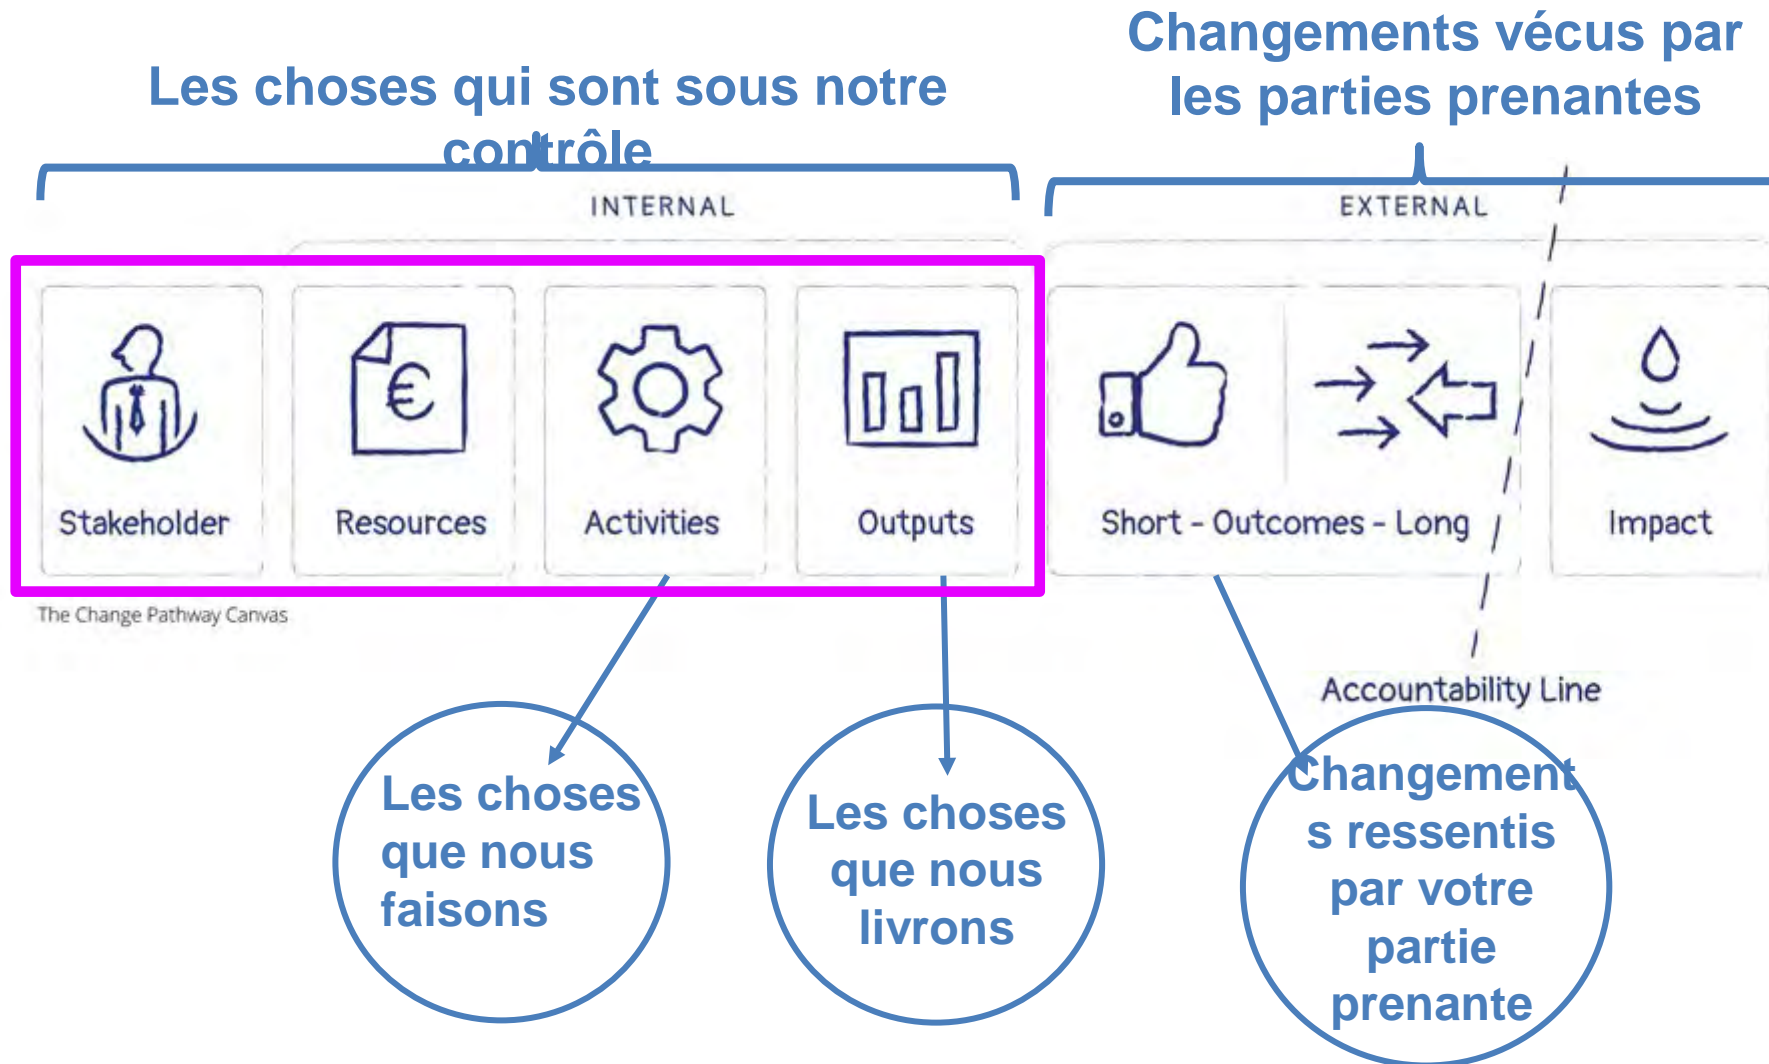 Les choses qui sont sous notre
contrôle
Changements vécus par
les parties prenantes
INTERNAL
EXTERNAL
Stakeholder
Resources
Activities
Outputs
Short - Outcomes - Long
Impact
The Change Pathway Canvas
Accountability Line
Les choses
que nous
faisons
Les choses
que nous
livrons
Changement
s ressentis
par votre
partie
prenante